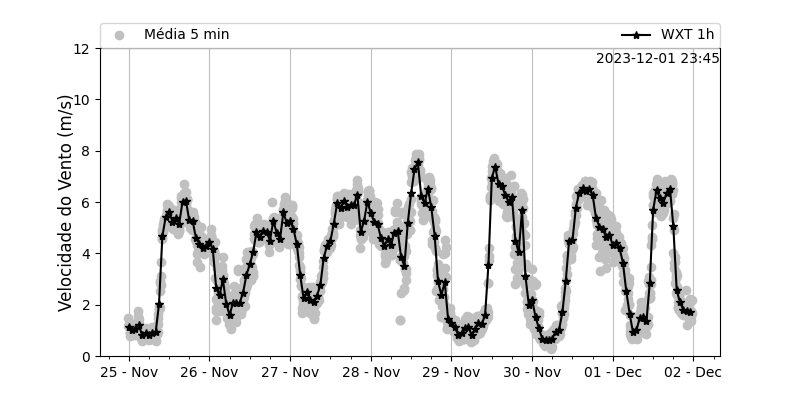 Média 5 min
WXT 1h
2023-12-01 23:45
Velocidade do Vento (m/s)
12
10
8
6
4
2
0
25 - Nov
26 - Nov
27 - Nov
28 - Nov
29 - Nov
30 - Nov
01 - Dec
02 - Dec